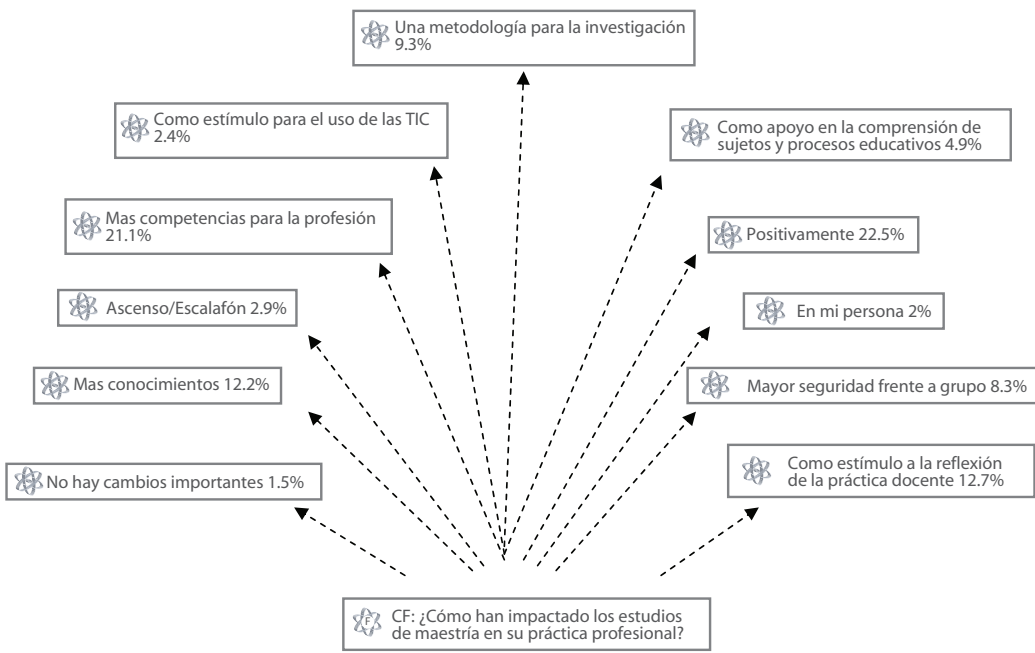 Una metodología para la investigación
9.3%
Como estímulo para el uso de las TIC
2.4%
Como apoyo en la comprensión de
sujetos y procesos educativos 4.9%
Mas competencias para la profesión
21.1%
Positivamente 22.5%
Ascenso/Escalafón 2.9%
En mi persona 2%
Mas conocimientos 12.2%
Mayor seguridad frente a grupo 8.3%
No hay cambios importantes 1.5%
Como estímulo a la reflexión
de la práctica docente 12.7%
F
CF: ¿Cómo han impactado los estudios
de maestría en su práctica profesional?